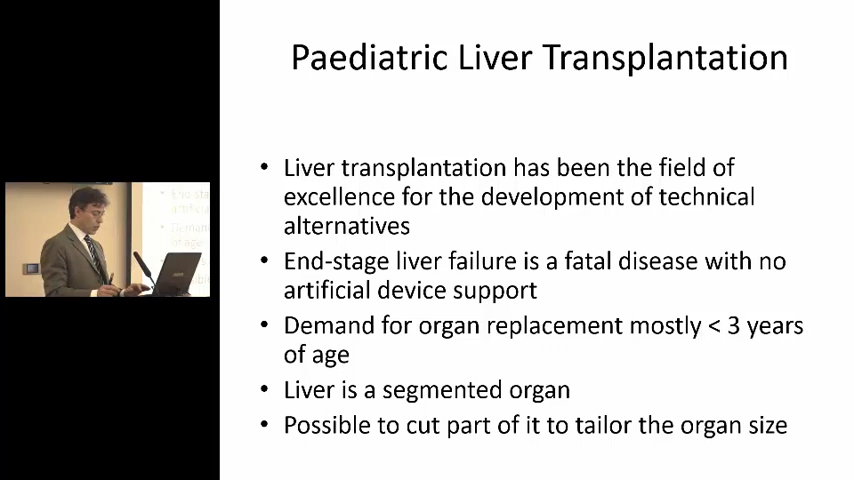 Paediatric Liver Transplantation
• Liver transplantation has been the field of
excellence for the development of technical
alternatives
• End-stage liver failure is a fatal disease with no
artificial device support
• Demand for organ replacement mostly < 3 years
of age
• Liver is a segmented organ
• Possible to cut part of it to tailor the organ size